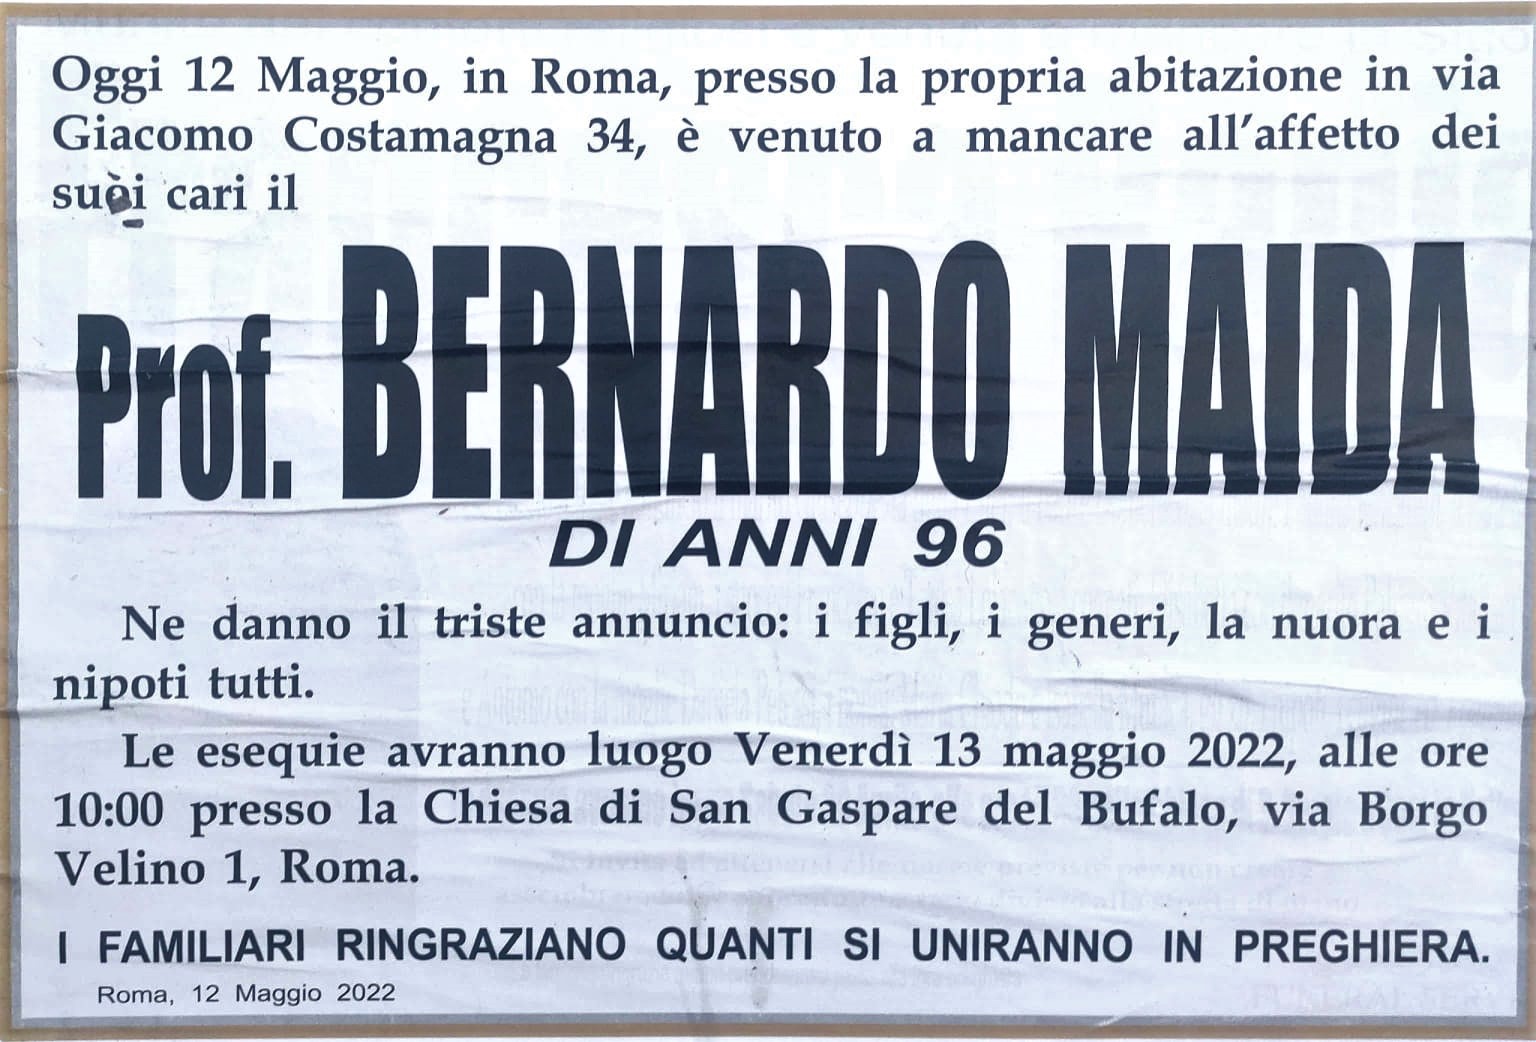 Oggi 12 Maggio, in Roma, presso la propria abitazione in via
Giacomo Costamagna 34, è venuto a mancare all'affetto dei
suoi cari il
Prof. BERNARDO MAIDA
DI ANNI 96
Ne danno il triste annuncio: i figli, i generi, la nuora e i
nipoti tutti.
Le esequie avranno luogo Venerdì 13 maggio 2022, alle ore
10:00 presso la Chiesa di San Gaspare del Bufalo, via Borgo
Velino 1, Roma.
I FAMILIARI RINGRAZIANO QUANTI SI UNIRANNO IN PREGHIERA.
Roma, 12 Maggio 2022